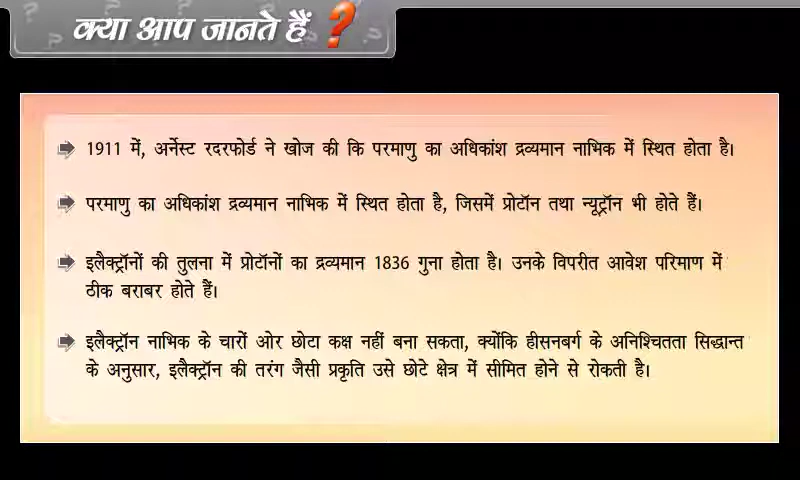 क्या आप जानते हैं ?
1911 में, अर्नेस्ट रदरफोर्ड ने खोज की कि परमाणु का अधिकांश द्रव्यमान नाभिक में स्थित होता है।
परमाणु का अधिकांश द्रव्यमान नाभिक में स्थित होता है, जिसमें प्रोटॉन तथा न्यूट्रॉन भी होते हैं।
इलैक्ट्रॉनों की तुलना में प्रोटॉनों का द्रव्यमान 1836 गुना होता है। उनके विपरीत आवेश परिमाण में
ठीक बराबर होते हैं।
इलैक्ट्रॉन नाभिक के चारों ओर छोटा कक्ष नहीं बना सकता, क्योंकि हीसनबर्ग के अनिश्चितता सिद्धान्त
के अनुसार, इलैक्ट्रॉन की तरंग जैसी प्रकृति उसे छोटे क्षेत्र में सीमित होने से रोकती है।